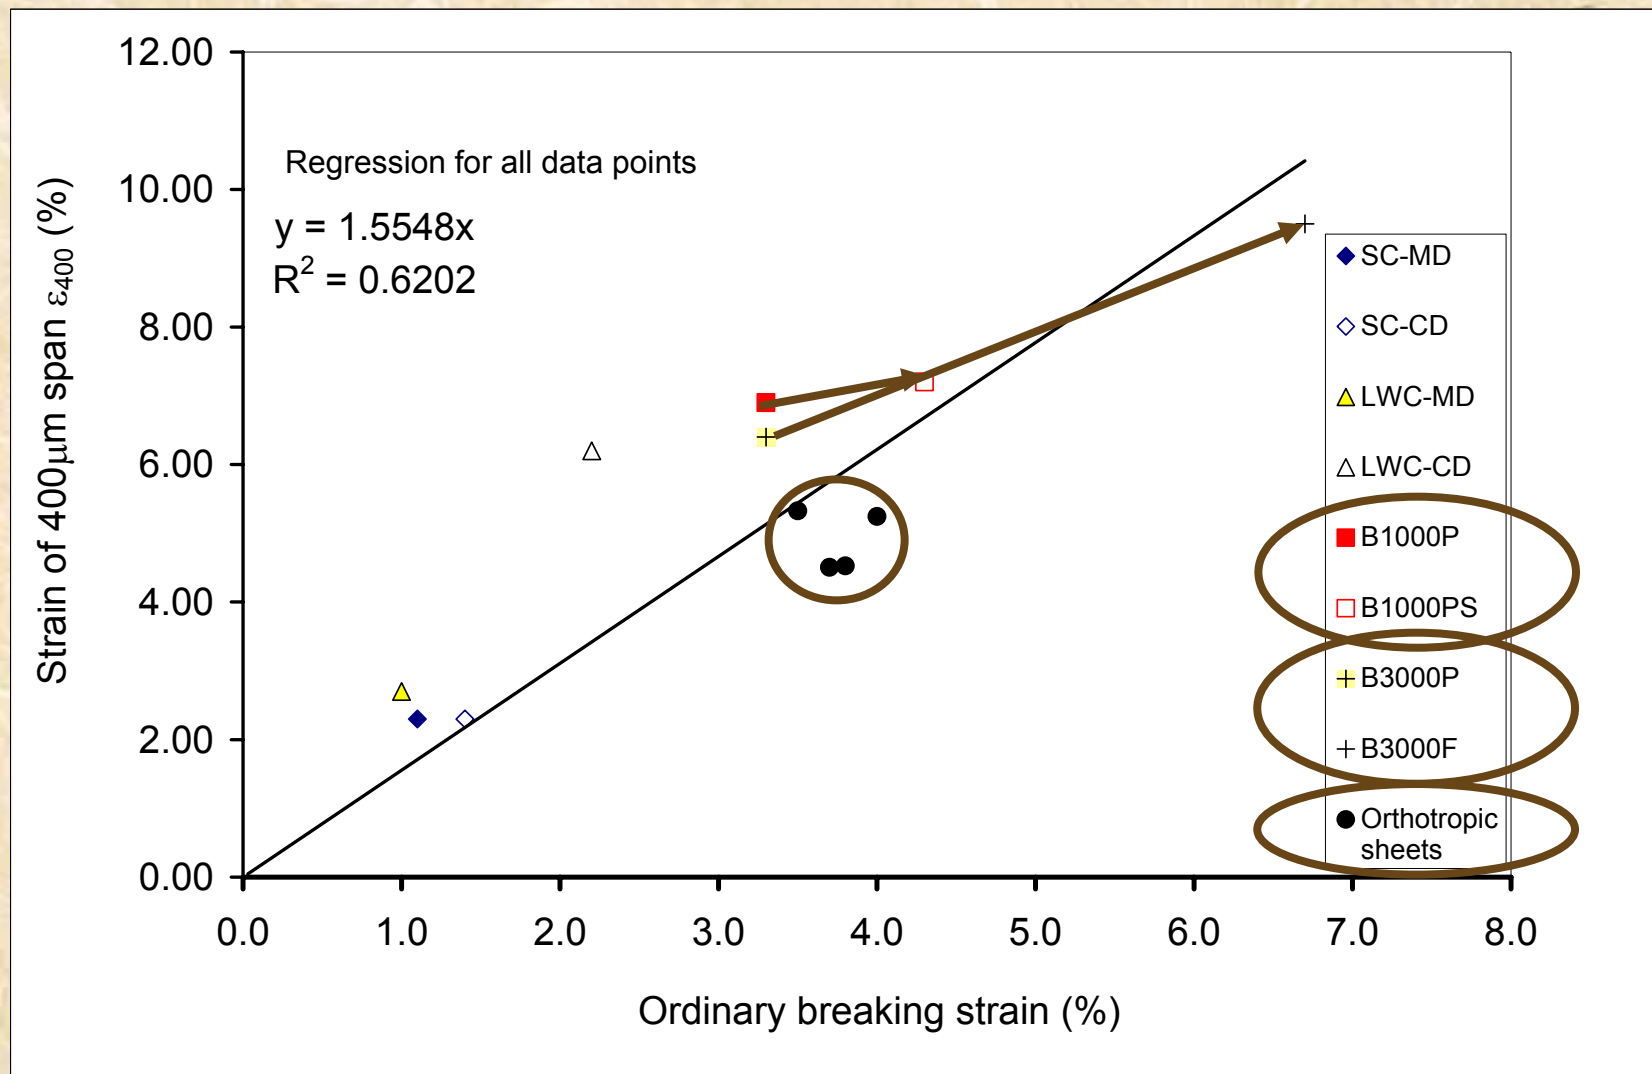 12.00
10.00
8.00
6.00
4.00
2.00
0.00
Strain of 400μm span ε400 (%)
Regression for all data points
y = 1.5548x
R2 = 0.6202
SC-MD
SC-CD
LWC-MD
LWC-CD
B1000P
B1000PS
B3000P
B3000F
Orthotropic
sheets
0.0 1.0 2.0 3.0 4.0 5.0 6.0 7.0 8.0
Ordinary breaking strain (%)